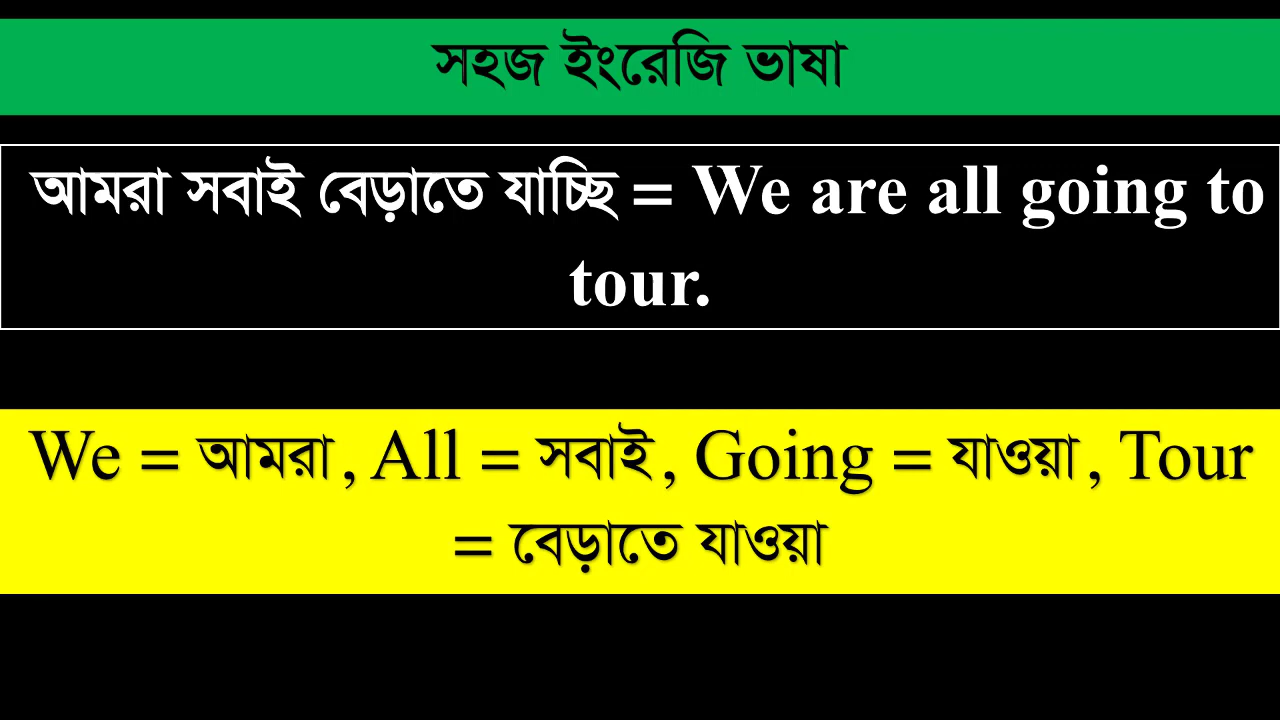 সহজ ইংরেজি ভাষা
আমরা সবাই বেড়াতে যাচ্ছি = We are all going to
tour.
We = আমরা, All = সবাই, Going = যাওয়া, Tour
= বেড়াতে যাওয়া